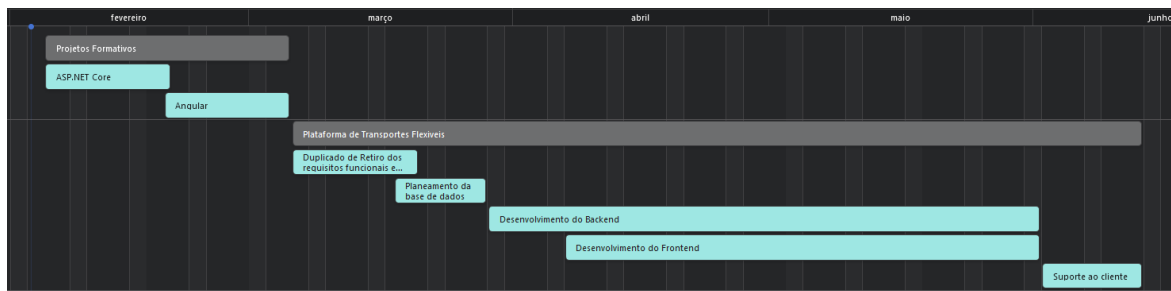 fevereiro março abril maio junho
Projetos Formativos
ASP.NET Core
Angular
Plataforma de Transportes Flexiveis
Duplicado de Retiro dos
requisitos funcionais e...
Planeamento da
base de dados
Desenvolvimento do Backend
Desenvolvimento do Frontend
Suporte ao cliente